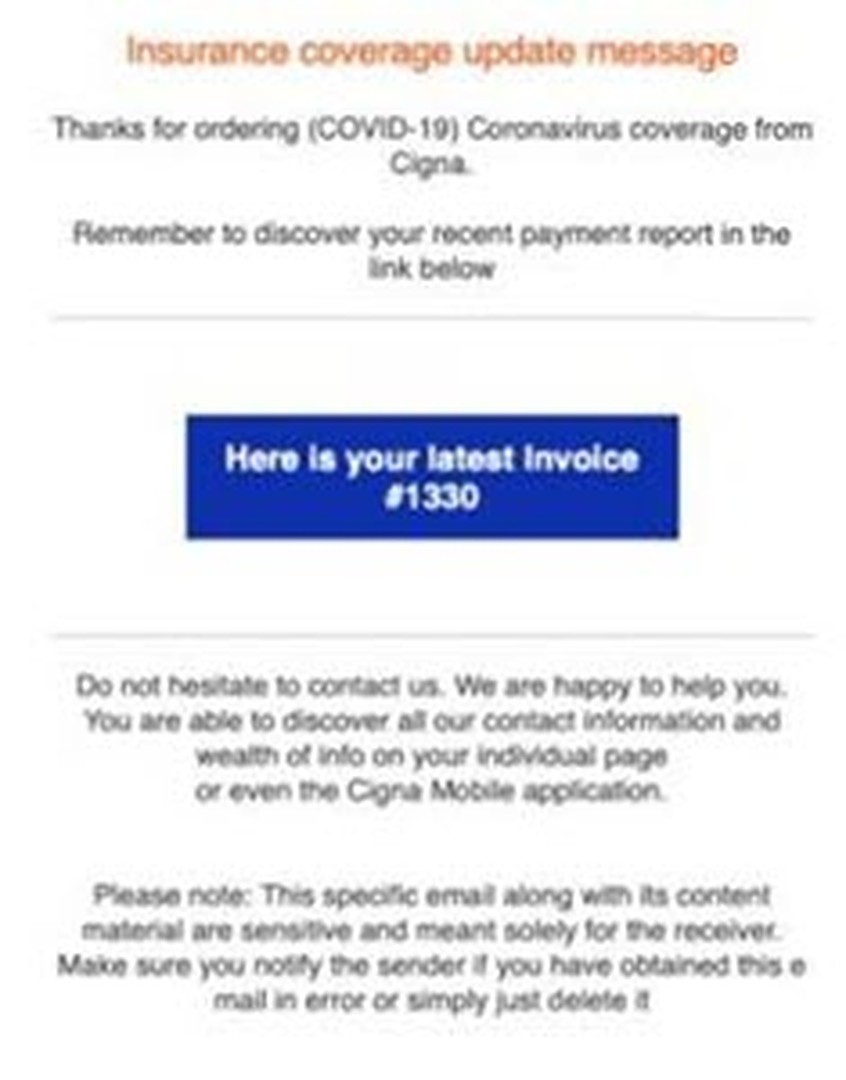 Insurance coverage update message
Thanks for ordering (COVID-19) Coronavirus coverage from
Cigna.
Remember to discover your recent payment report in the
link below
Here is your latest Invoice
#1330
Do not hesitate to contact us. We are happy to help you.
You are able to discover all our contact information and
wealth of info on your individual page
or even the Cigna Mobile application.
Please note: This specific email along with its content
material are sensitive and meant solely for the receiver.
Make sure you notify the sender if you have obtained this e
mail in error or simply just delete it